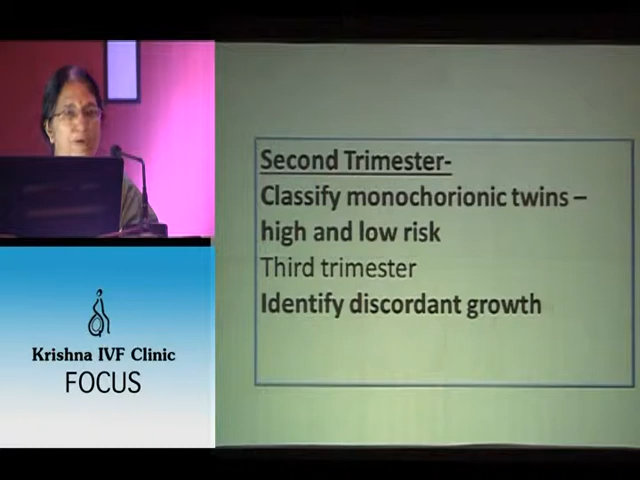 Second Trimester-
Classify monochorionic twins –
high and low risk
Third trimester
Identify discordant growth
Krishna IVF Clinic
FOCUS